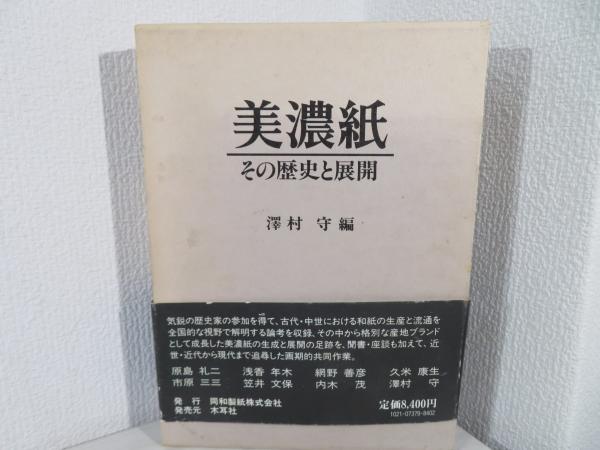 美濃紙
その歴史と展開
澤村 守編
気鋭の歴史家の参加を得て、古代・中世における和紙の生産と流通を
全国的な視野で解明する論考を収録、その中から格別な産地ブランド
として成長した美濃紙の生成と展開の足跡を、聞書・座談も加えて、近
世・近代から現代まで追尋した画期的共同作業。
原島 礼二 浅香 年木 網野 善彦 久米 康生
市原 三三 笠井 文保 内木 茂 澤村 守
発行 同和製紙株式会社
発売元 木耳社
定価8,400円
1021-07379-8402